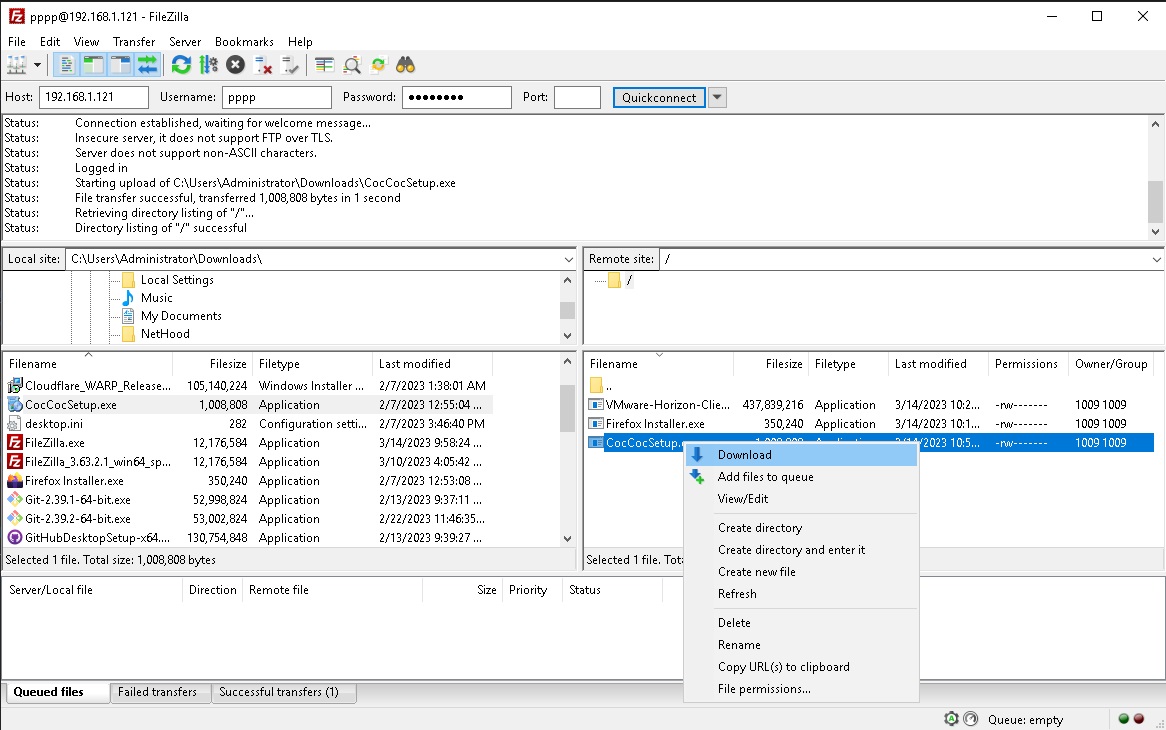 pppp@192.168.1.121 - FileZilla
File Edit View Transfer Server Bookmarks Help
Host: 192.168.1.121 Username: pppp Password: ●●●●●●●● Port: Quickconnect
Status: Connection established, waiting for welcome message...
Status: Insecure server, it does not support FTP over TLS.
Status: Server does not support non-ASCII characters.
Status: Logged in
Status: Starting upload of C:\Users\Administrator\Downloads\CocCocSetup.exe
Status: File transfer successful, transferred 1,008,808 bytes in 1 second
Status: Retrieving directory listing of "/"...
Status: Directory listing of "/" successful
Local site: C:\Users\Administrator\Downloads\
Local Settings
Music
My Documents
NetHood
Remote site: /
/
Filename Filesize Filetype Last modified
Cloudflare_WARP_Release... 105,140,224 Windows Installer ... 2/7/2023 1:38:01 AM
CocCocSetup.exe 1,008,808 Application 2/7/2023 12:55:04 ...
desktop.ini 282 Configuration setti... 2/7/2023 3:46:40 PM
FileZilla.exe 12,176,584 Application 3/14/2023 9:58:24 ...
FileZilla_3.63.2.1_win64_sp... 12,176,584 Application 3/10/2023 4:05:42 ...
Firefox Installer.exe 350,240 Application 2/7/2023 12:53:08 ...
Git-2.39.1-64-bit.exe 52,998,824 Application 2/13/2023 9:37:11 ...
Git-2.39.2-64-bit.exe 53,002,824 Application 2/22/2023 11:46:35...
GitHubDesktopSetup-x64.... 130,754,848 Application 2/13/2023 9:39:27 ...
Selected 1 file. Total size: 1,008,808 bytes
Filename Filesize Filetype Last modified Permissions Owner/Group
..
VMware-Horizon-Clie... 437,839,216 Application 3/14/2023 10:2... -rw------- 1009 1009
Firefox Installer.exe 350,240 Application 3/14/2023 10:1... -rw------- 1009 1009
CocCocSetup.e 1,008,808 Application 3/14/2023 10:5... -rw------- 1009 1009
Selected 1 file. Tota
Download
Add files to queue
View/Edit
Create directory
Create directory and enter it
Create new file
Refresh
Delete
Rename
Copy URL(s) to clipboard
File permissions...
Server/Local file Direction Remote file Size Priority Status
Queued files Failed transfers Successful transfers (1)
Queue: empty